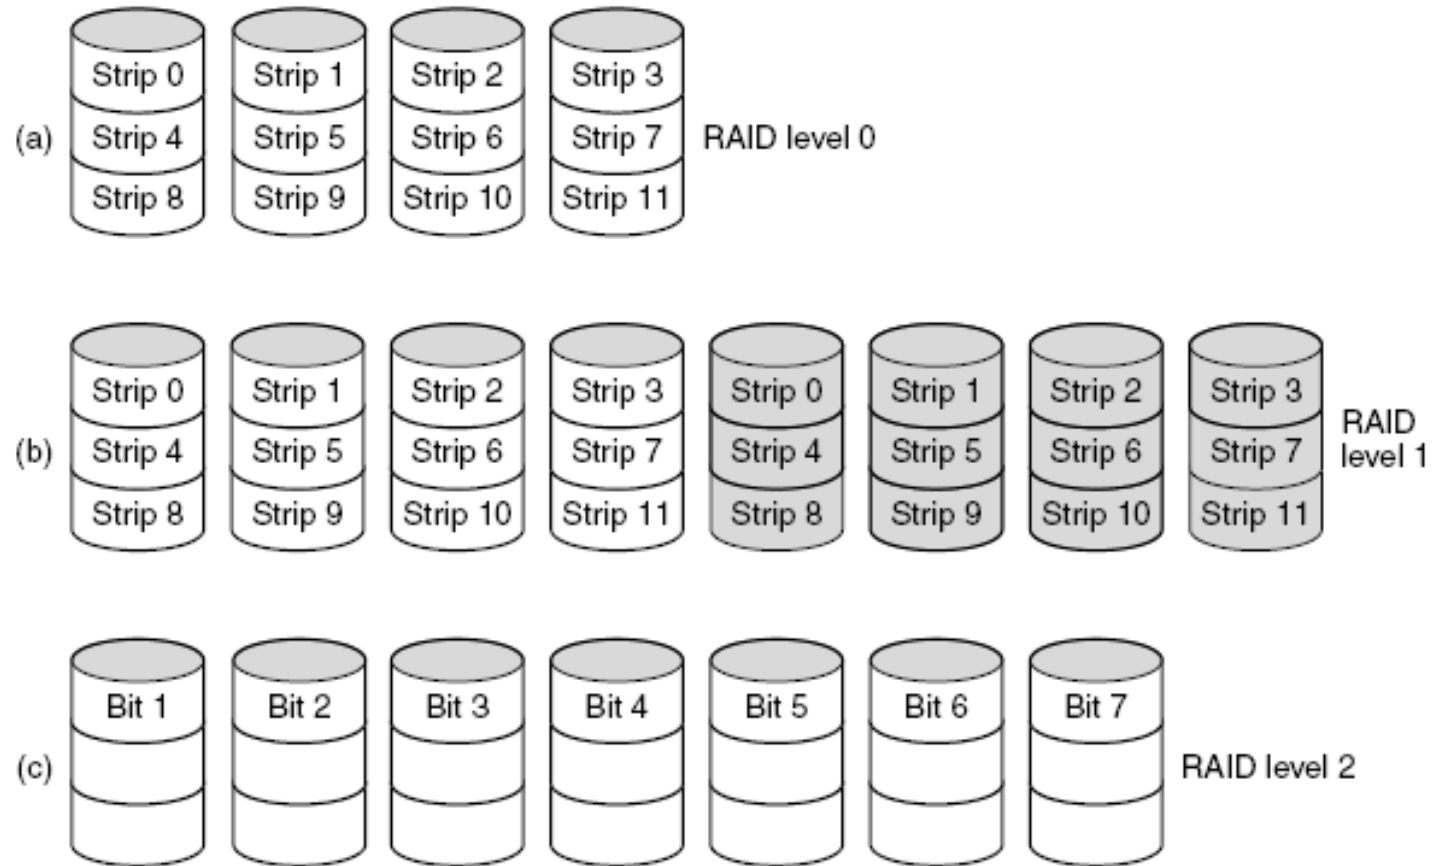 Strip 0 Strip 1 Strip 2 Strip 3
(a) Strip 4 Strip 5 Strip 6 Strip 7 RAID level 0
Strip 8 Strip 9 Strip 10 Strip 11
Strip 0 Strip 1 Strip 2 Strip 3 Strip 0 Strip 1 Strip 2 Strip 3
(b) Strip 4 Strip 5 Strip 6 Strip 7 Strip 4 Strip 5 Strip 6 Strip 7 RAID
level 1
Strip 8 Strip 9 Strip 10 Strip 11 Strip 8 Strip 9 Strip 10 Strip 11
Bit 1 Bit 2 Bit 3 Bit 4 Bit 5 Bit 6 Bit 7
(c) RAID level 2